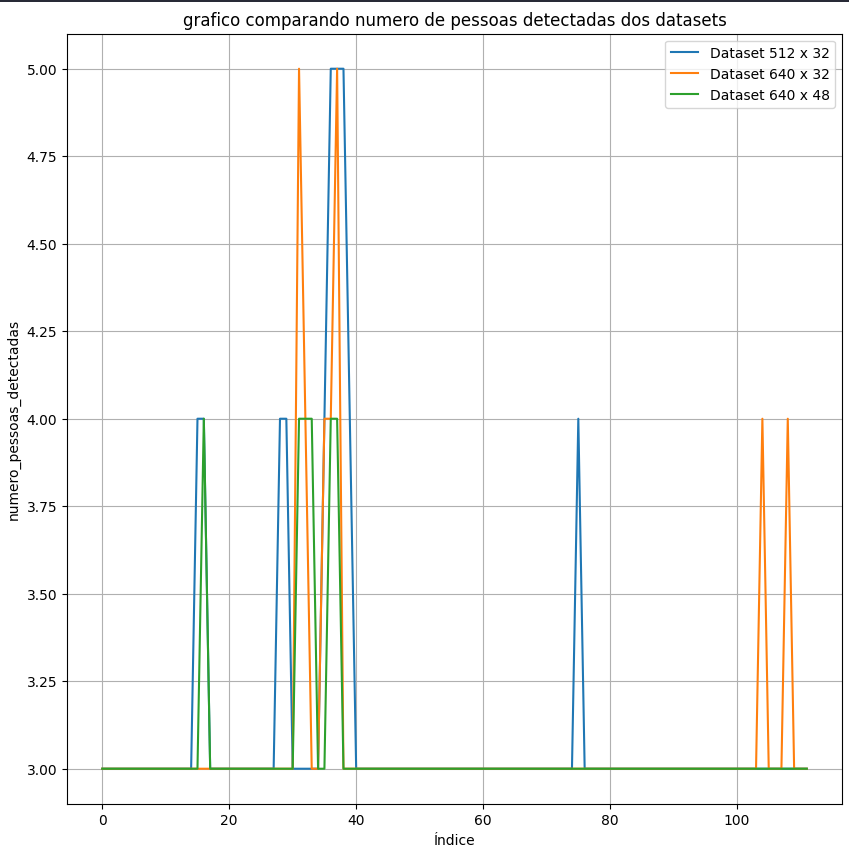 grafico comparando numero de pessoas detectadas dos datasets
Dataset 512 x 32
Dataset 640 x 32
Dataset 640 x 48
numero_pessoas_detectadas
5.00
4.75
4.50
4.25
4.00
3.75
3.50
3.25
3.00
0 20 40 60 80 100
Índice